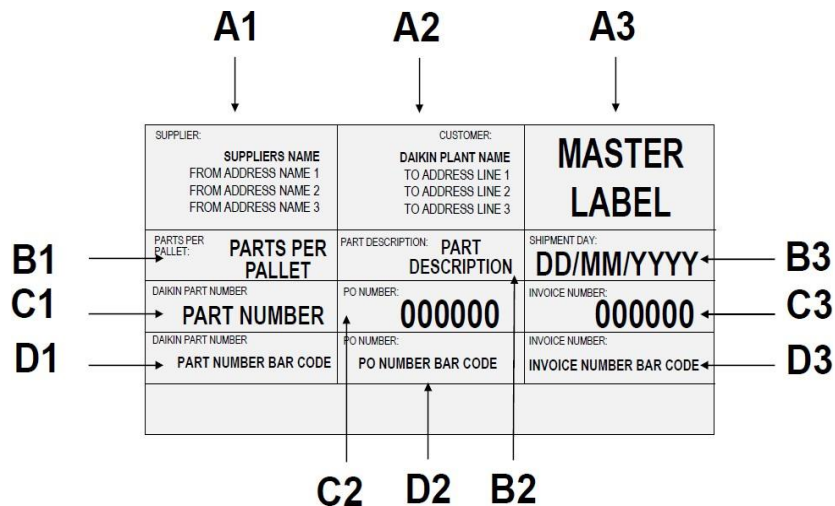 A1
A2
A3
SUPPLIER:
SUPPLIERS NAME
FROM ADDRESS NAME 1
FROM ADDRESS NAME 2
FROM ADDRESS NAME 3
CUSTOMER:
DAIKIN PLANT NAME
TO ADDRESS LINE 1
TO ADDRESS LINE 2
TO ADDRESS LINE 3
MASTER
LABEL
B1
PARTS PER
PALLET:
PARTS PER
PALLET
PART DESCRIPTION:
PART
DESCRIPTION
SHIPMENT DAY:
DD/MM/YYYY
B3
C1
DAIKIN PART NUMBER
PART NUMBER
PO NUMBER:
000000
INVOICE NUMBER:
000000
C3
D1
DAIKIN PART NUMBER
PART NUMBER BAR CODE
PO NUMBER:
PO NUMBER BAR CODE
INVOICE NUMBER:
INVOICE NUMBER BAR CODE
D3
C2
D2
B2